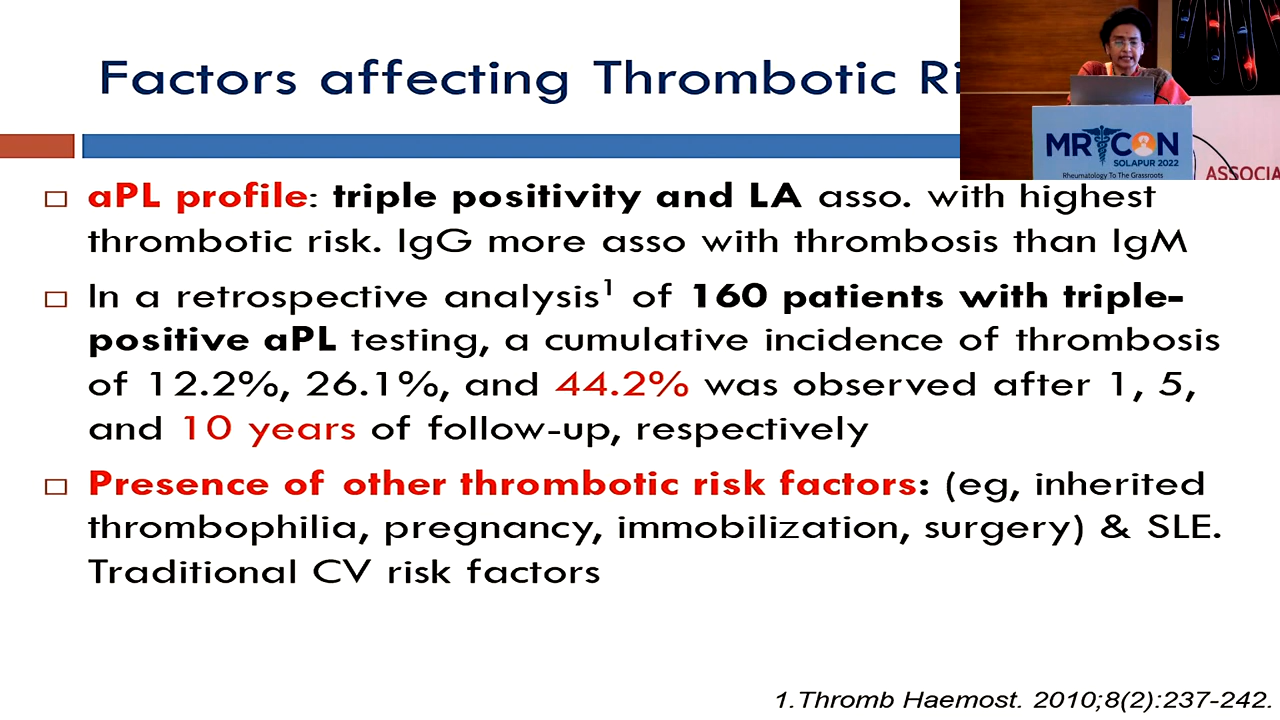 Factors affecting Thrombotic Ri
MRCON
SOLAPUR 2022
Rheumatology To The Grassroots
ASSOCIA
□ aPL profile: triple positivity and LA asso. with highest
thrombotic risk. IgG more asso with thrombosis than IgM
□ In a retrospective analysis¹ of 160 patients with triple-
positive aPL testing, a cumulative incidence of thrombosis
of 12.2%, 26.1%, and 44.2% was observed after 1, 5,
and 10 years of follow-up, respectively
□ Presence of other thrombotic risk factors: (eg, inherited
thrombophilia, pregnancy, immobilization, surgery) & SLE.
Traditional CV risk factors
1.Thromb Haemost. 2010;8(2):237-242.